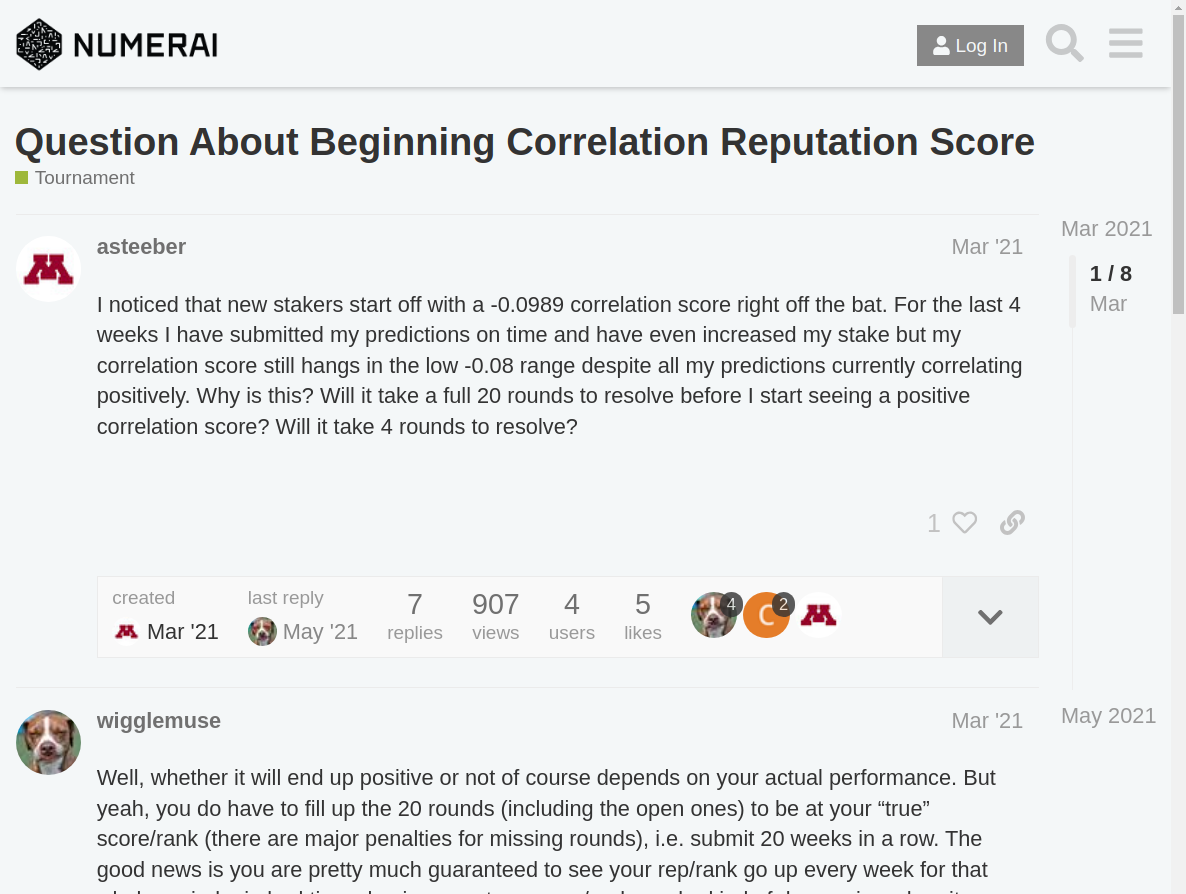 NUMERAI
Log In
Question About Beginning Correlation Reputation Score
Tournament
asteeber
Mar '21
Mar 2021
1 / 8
Mar
I noticed that new stakers start off with a -0.0989 correlation score right off the bat. For the last 4
weeks I have submitted my predictions on time and have even increased my stake but my
correlation score still hangs in the low -0.08 range despite all my predictions currently correlating
positively. Why is this? Will it take a full 20 rounds to resolve before I start seeing a positive
correlation score? Will it take 4 rounds to resolve?
1
created
Mar '21
last reply
May '21
7
replies
907
views
4
users
5
likes
4
C
2
wigglemuse
Mar '21
May 2021
Well, whether it will end up positive or not of course depends on your actual performance. But
yeah, you do have to fill up the 20 rounds (including the open ones) to be at your “true”
score/rank (there are major penalties for missing rounds), i.e. submit 20 weeks in a row. The
good news is you are pretty much guaranteed to see your rep/rank go up every week for that